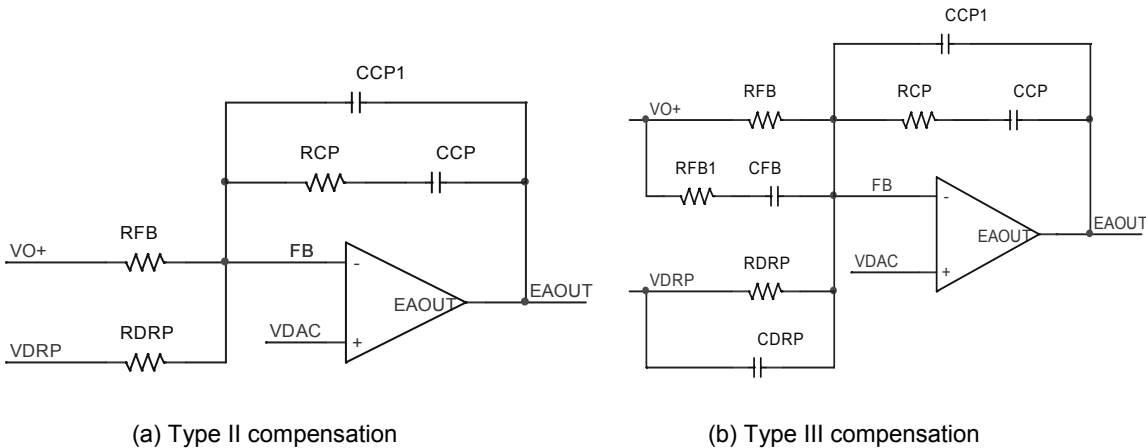 CCP1
RCP
CCP
RFB
VO+
FB
EAOUT
EAOUT
RDRP
VDAC
VDRP
-
+
(a) Type II compensation
CCP1
RFB
RCP
CCP
VO+
RFB1
CFB
FB
-
EAOUT
EAOUT
VDAC
+
RDRP
VDRP
CDRP
(b) Type III compensation